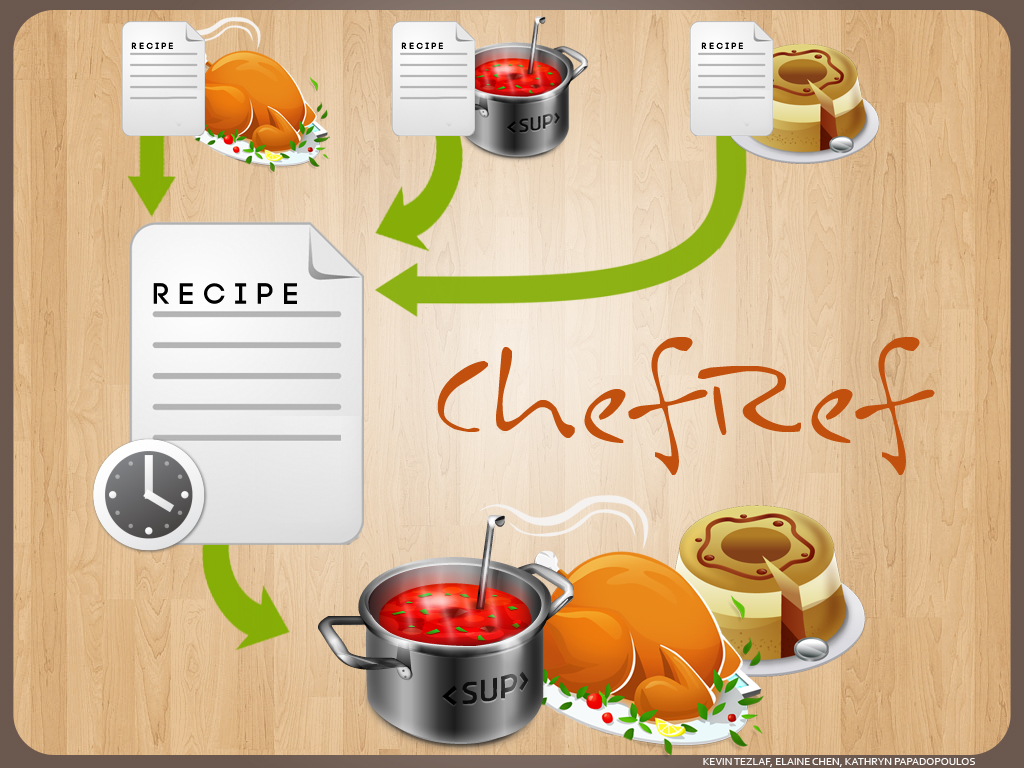 RECIPE
RECIPE
<SUP>
RECIPE
RECIPE
ChefRef
<SUP>
KEVIN TEZLAF, ELAINE CHEN, KATHRYN PAPADOPOULOS